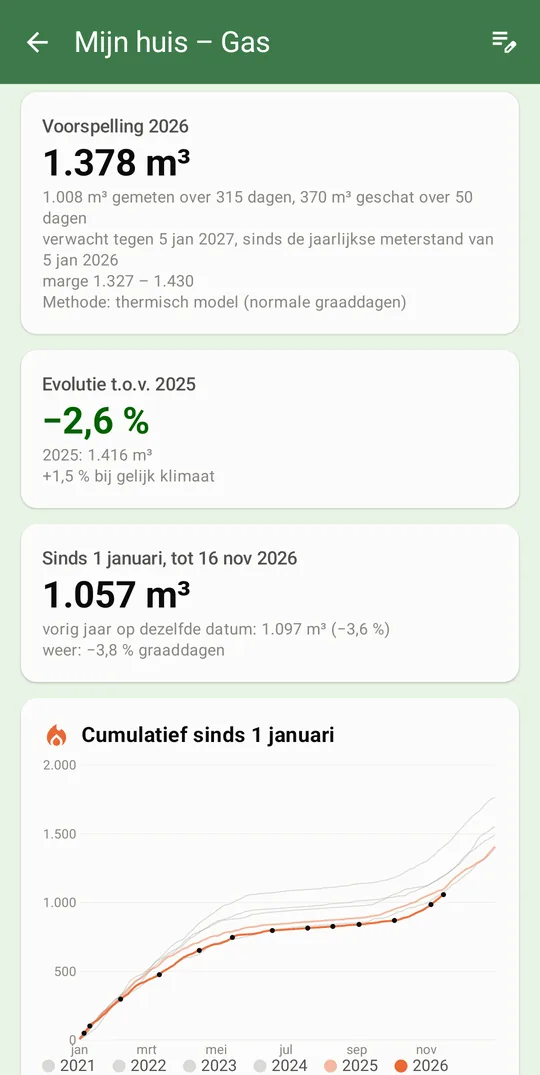 Mijn huis – Gas
Voorspelling 2026
1.378 m³
1.008 m³ gemeten over 315 dagen, 370 m³ geschat over 50
dagen
verwacht tegen 5 jan 2027, sinds de jaarlijkse meterstand van
5 jan 2026
marge 1.327 – 1.430
Methode: thermisch model (normale graaddagen)
Evolutie t.o.v. 2025
−2,6 %
2025: 1.416 m³
+1,5 % bij gelijk klimaat
Sinds 1 januari, tot 16 nov 2026
1.057 m³
vorig jaar op dezelfde datum: 1.097 m³ (−3,6 %)
weer: −3,8 % graaddagen
Cumulatief sinds 1 januari
2.000
1.500
1.000
500
0
jan mrt mei jul sep nov
2021 2022 2023 2024 2025 2026